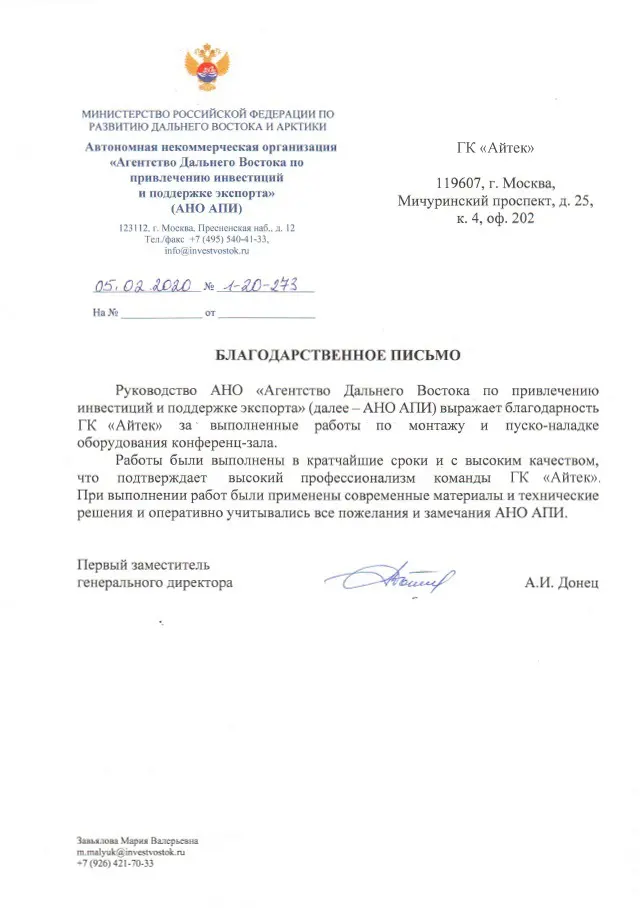 МИНИСТЕРСТВО РОССИЙСКОЙ ФЕДЕРАЦИИ ПО
РАЗВИТИЮ ДАЛЬНЕГО ВОСТОКА И АРКТИКИ
Автономная некоммерческая организация
«Агентство Дальнего Востока по
привлечению инвестиций
и поддержке экспорта»
(АНО АПИ)
123112, г. Москва, Пресненская наб., д. 12
Тел./факс +7 (495) 540-41-33,
info@investvostok.ru
ГК «Айтек»
119607, г. Москва,
Мичуринский проспект, д. 25,
к. 4, оф. 202
05.02.2020 № 1-20-273
На № ______________ от ________________
БЛАГОДАРСТВЕННОЕ ПИСЬМО
Руководство АНО «Агентство Дальнего Востока по привлечению
инвестиций и поддержке экспорта» (далее – АНО АПИ) выражает благодарность
ГК «Айтек» за выполненные работы по монтажу и пуско-наладке
оборудования конференц-зала.
Работы были выполнены в кратчайшие сроки и с высоким качеством,
что подтверждает высокий профессионализм команды ГК «Айтек».
При выполнении работ были применены современные материалы и технические
решения и оперативно учитывались все пожелания и замечания АНО АПИ.
Первый заместитель
генерального директора
А.И. Донец
Завьялова Мария Валерьевна
m.malyuk@investvostok.ru
+7 (926) 421-70-33